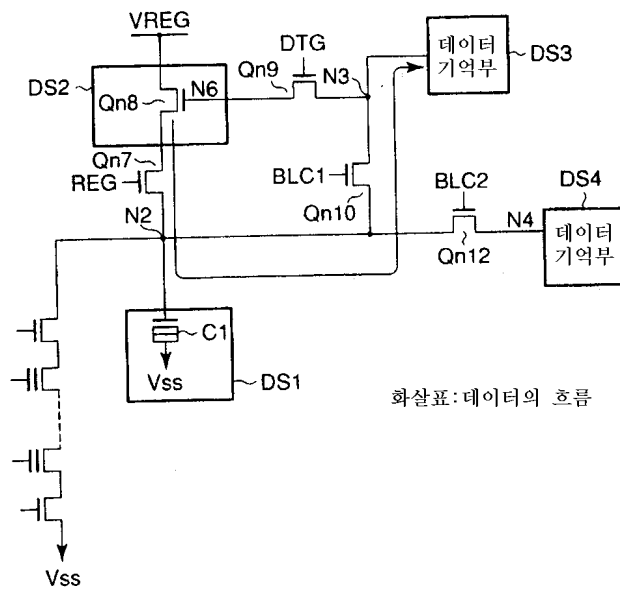 VREG
DTG
데이터
기억부
DS3
DS2
N6
N3
Qn9
Qn8
Qn7
REG
BLC1
Qn10
BLC2
DS4
N2
N4
데이터
기억부
Qn12
C1
Vss
DS1
화살표:데이터의 흐름
Vss